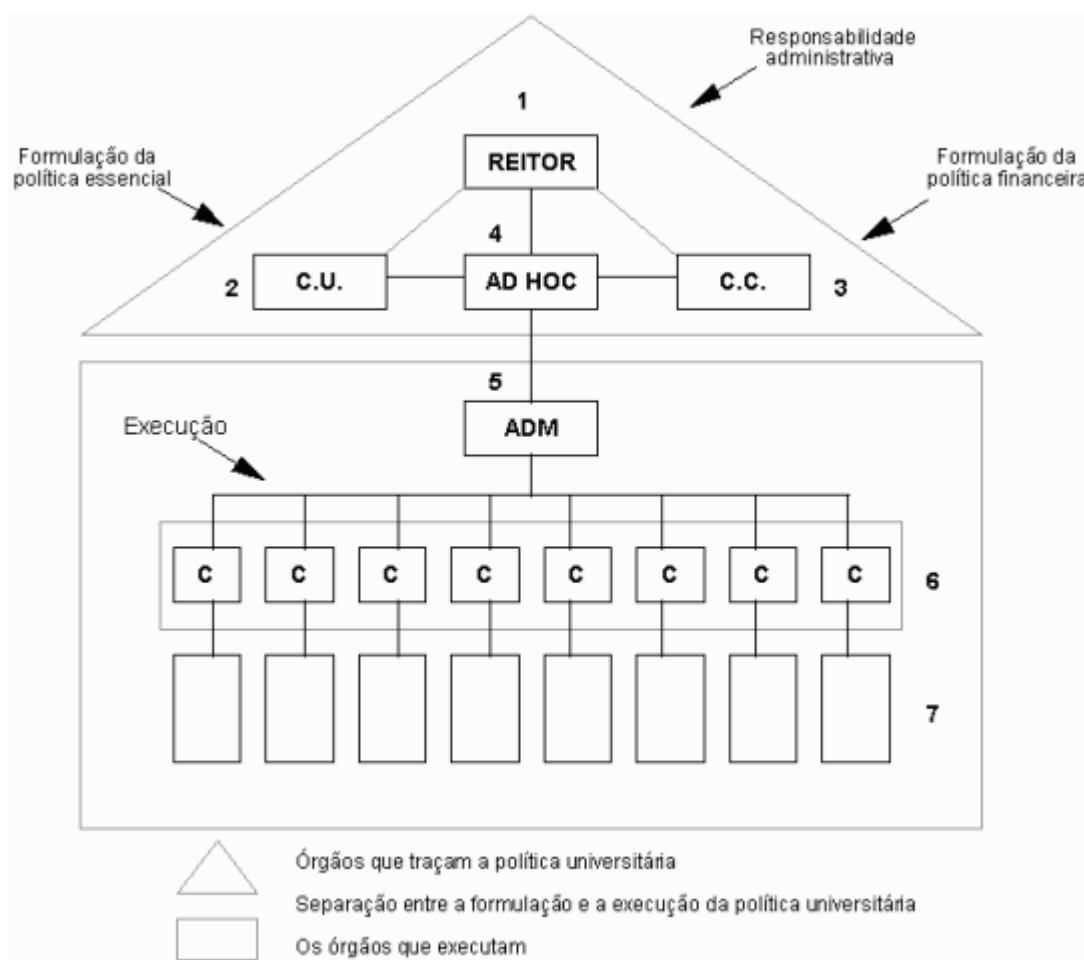 Responsabilidade
administrativa
1
Formulação da
política essencial
REITOR
Formulação da
política financeira
4
2
C.U.
AD HOC
C.C.
3
5
ADM
Execução
C C C C C C C C
6
7
Órgãos que traçam a política universitária
Separação entre a formulação e a execução da política universitária
Os órgãos que executam